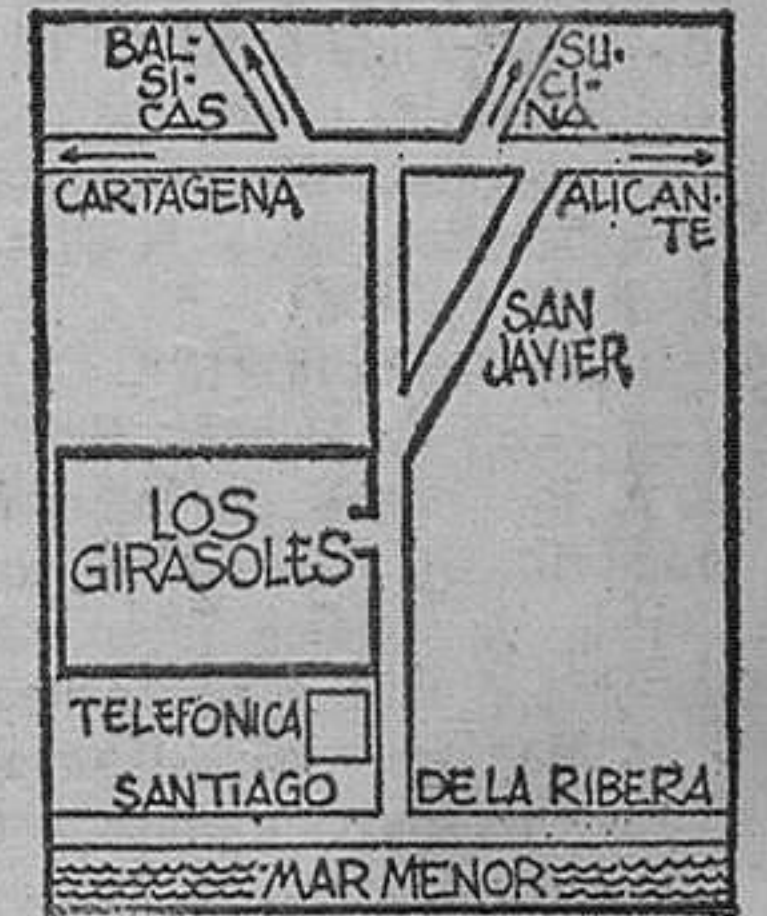 BAL-
SI-
CAS
SU-
CI-
NA
CARTAGENA
ALICAN-
TE
SAN
JAVIER
LOS
GIRASOLES
TELEFONICA
SANTIAGO DE LA RIBERA
MAR MENOR